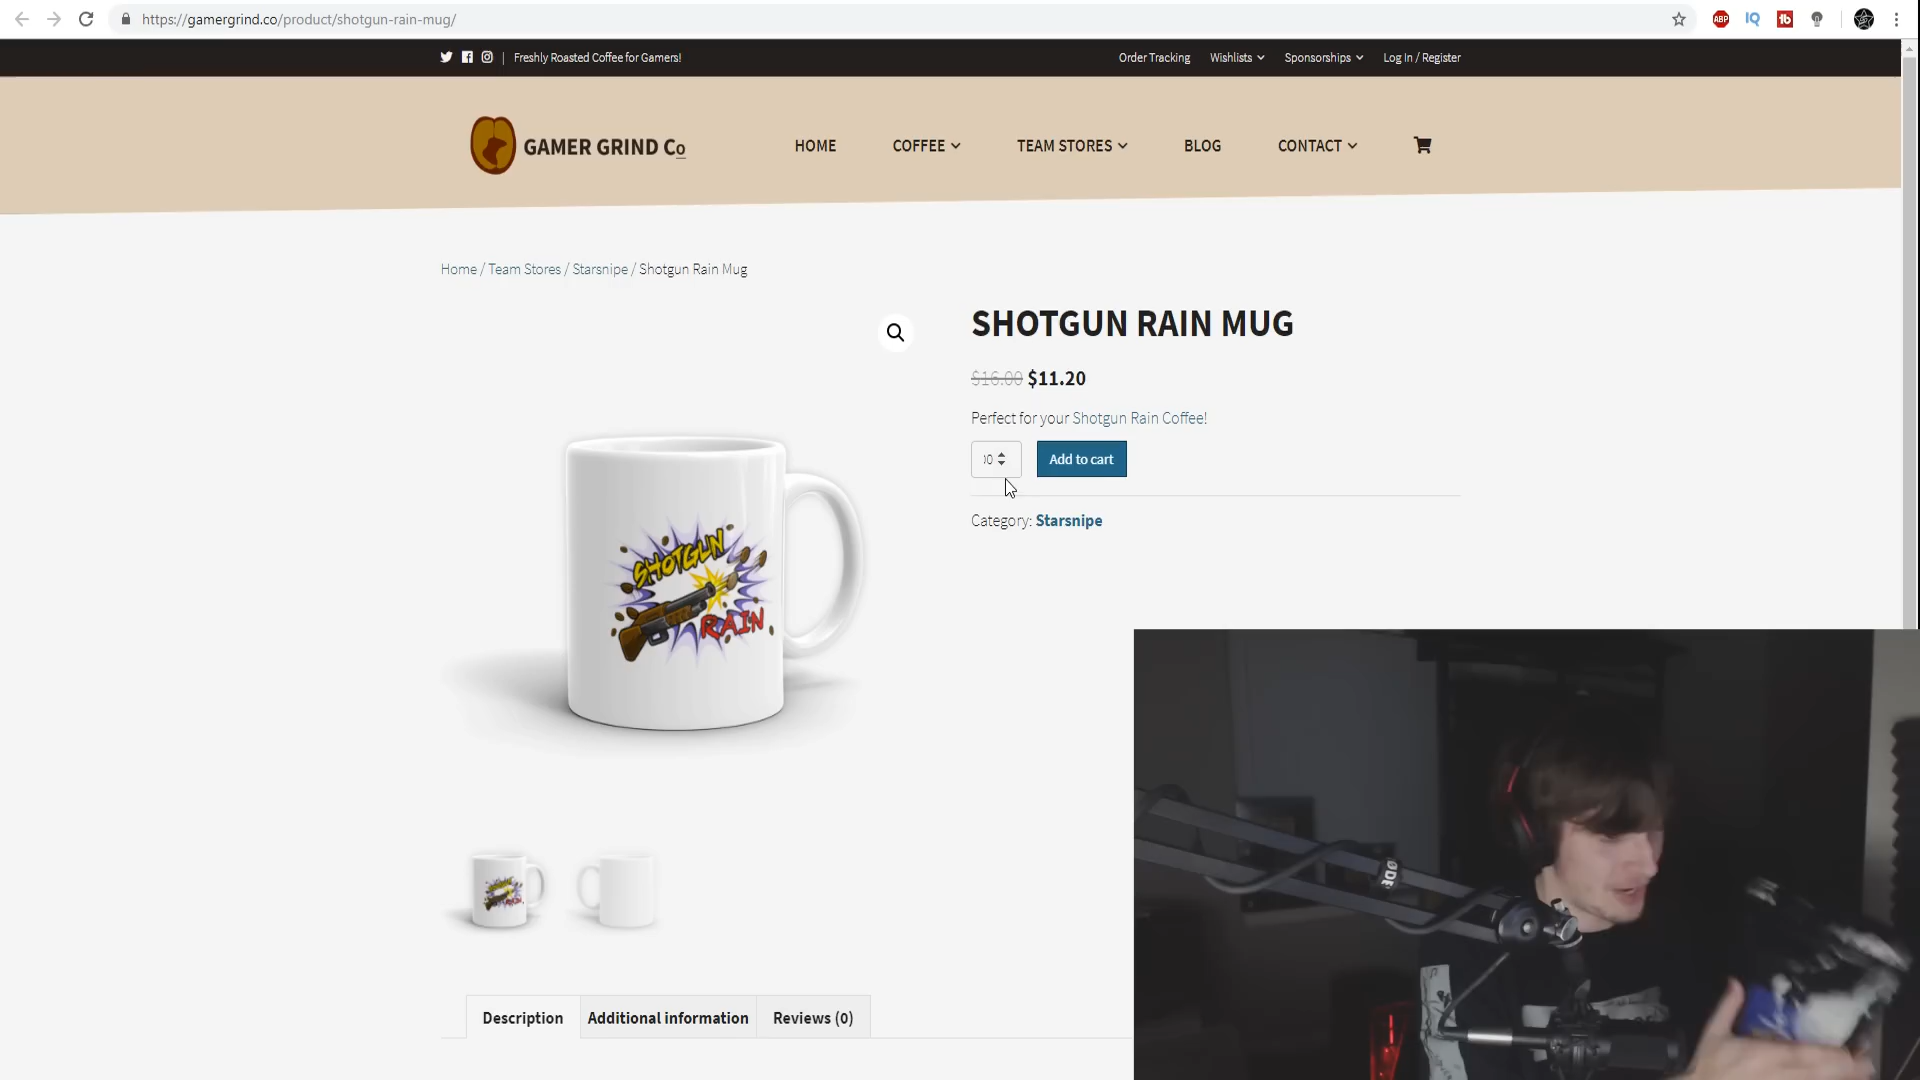 https://gamergrind.co/product/shotgun-rain-mug/
ABP
IQ
tb
Freshly Roasted Coffee for Gamers!
Order Tracking
Wishlists
Sponsorships
Log In / Register
GAMER GRIND Co
HOME
COFFEE
TEAM STORES
BLOG
CONTACT
Home / Team Stores / Starsnipe / Shotgun Rain Mug
SHOTGUN RAIN MUG
$16.00 $11.20
Perfect for your Shotgun Rain Coffee!
Add to cart
Category: Starsnipe
SHOTGUN
RAIN
Description
Additional information
Reviews (0)